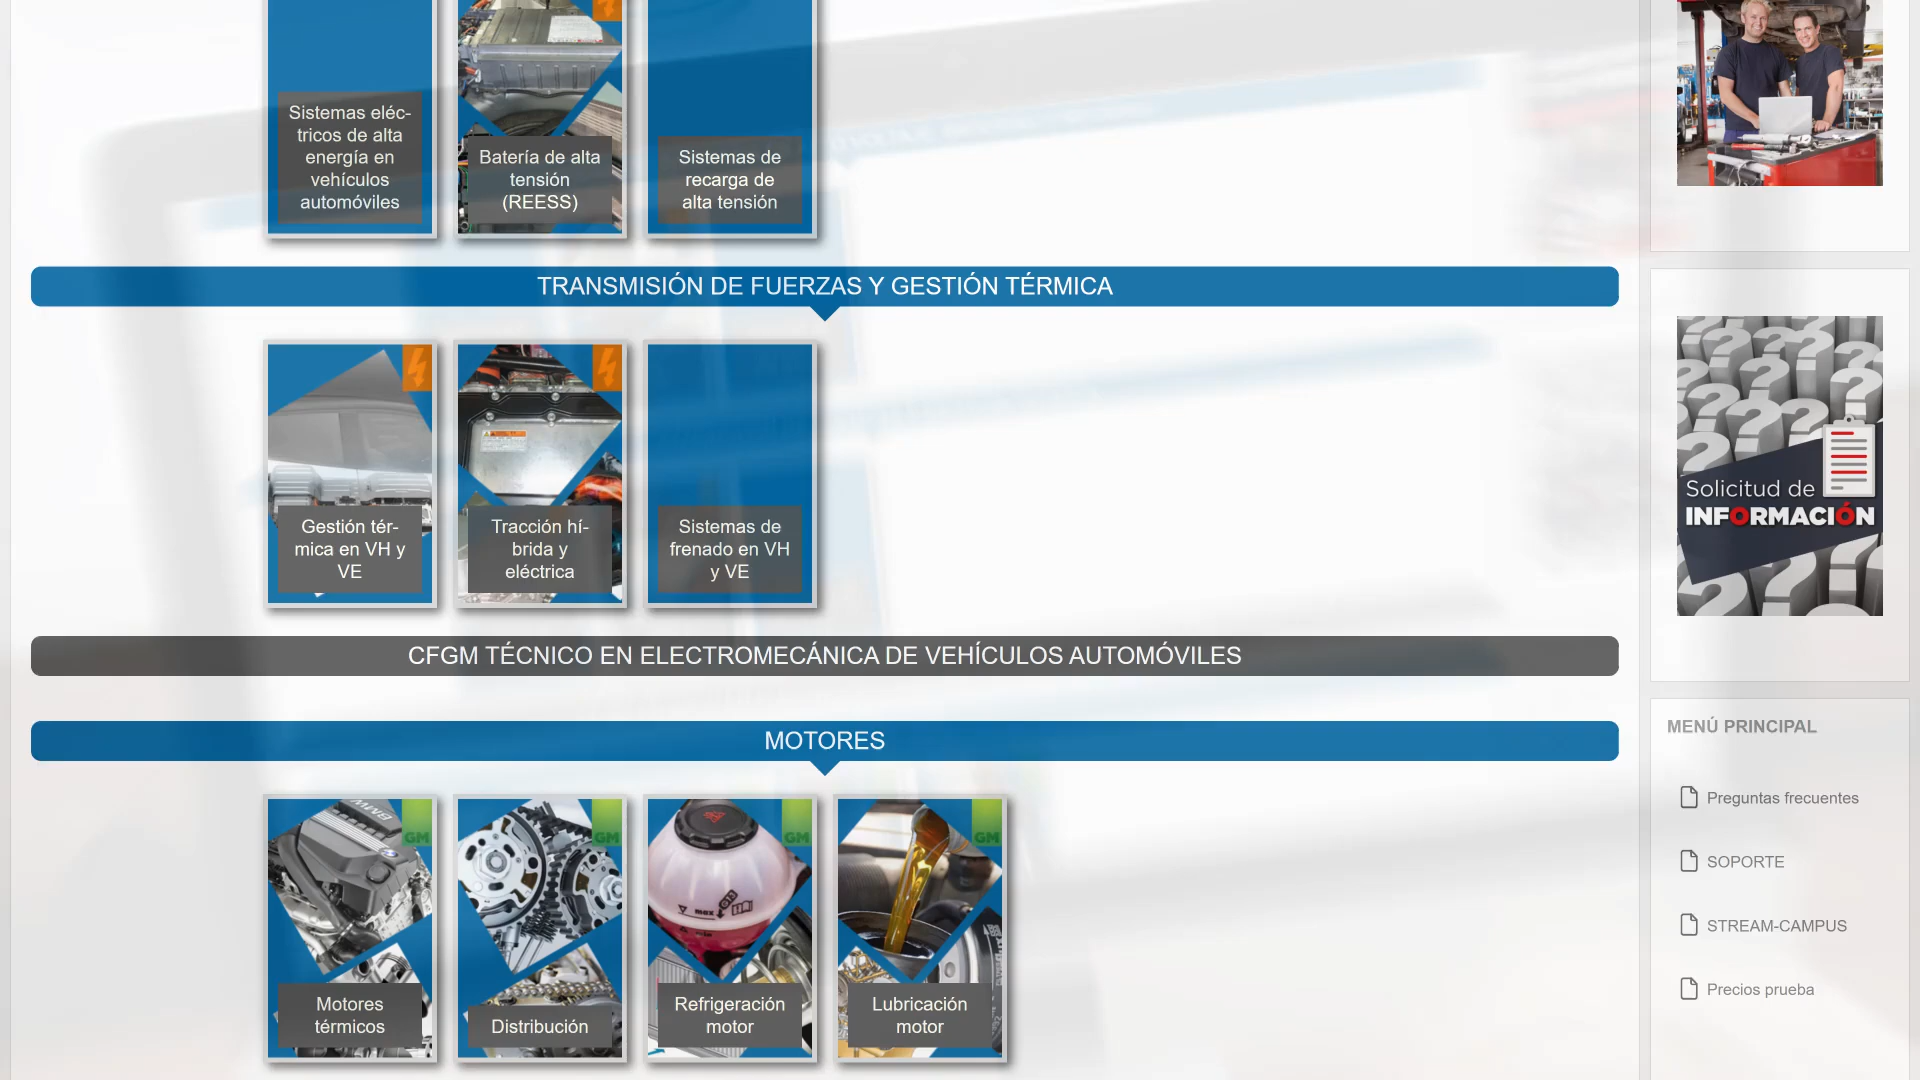 Sistemas eléc-
tricos de alta
energía en
vehículos
automóviles
Batería de alta
tensión
(REESS)
Sistemas de
recarga de
alta tensión
TRANSMISIÓN DE FUERZAS Y GESTIÓN TÉRMICA
Gestión tér-
mica en VH y
VE
Tracción hí-
brida y
eléctrica
Sistemas de
frenado en VH
y VE
CFGM TÉCNICO EN ELECTROMECÁNICA DE VEHÍCULOS AUTOMÓVILES
MOTORES
BMW
GM
Motores
térmicos
GM
Distribución
GM
max
Refrigeración
motor
GM
Lubricación
motor
Solicitud de
INFORMACIÓN
MENÚ PRINCIPAL
Preguntas frecuentes
SOPORTE
STREAM-CAMPUS
Precios prueba